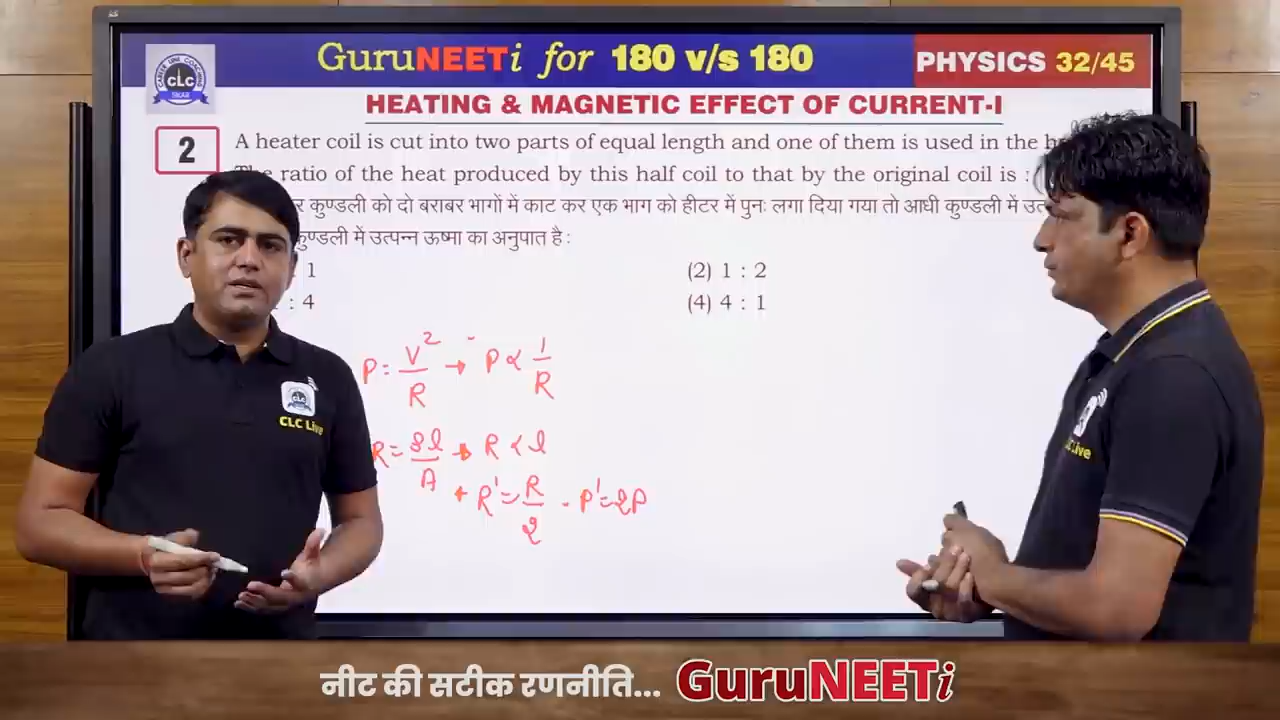 GuruNEETi for 180 v/s 180
PHYSICS 32/45
CLC
HEATING & MAGNETIC EFFECT OF CURRENT-I
2
A heater coil is cut into two parts of equal length and one of them is used in the
The ratio of the heat produced by this half coil to that by the original coil is :
कुण्डली को दो बराबर भागों में काट कर एक भाग को हीटर में पुनः लगा दिया गया तो आधी कुण्डली में
कुण्डली में उत्पन्न ऊष्मा का अनुपात है :
: 1
(2) 1 : 2
: 4
(4) 4 : 1
P = V²/R → P ∝ 1/R
R = ρl/A → R ∝ l
R' = R/2 - P' = 2P
CLC Live
Live
नीट की सटीक रणनीति... GuruNEETi